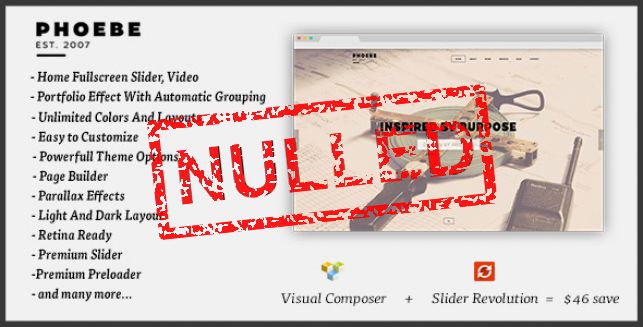 PHOEBE
EST. 2007
- Home Fullscreen Slider, Video
- Portfolio Effect With Automatic Grouping
- Unlimited Colors And Layouts
- Easy to Customize
- Powerfull Theme Options
- Page Builder
- Parallax Effects
- Light And Dark Layout
- Retina Ready
- Premium Slider
-Premium Preloader
- and many more...
PHOEBE
INSPIRED BY PURPOSE
NULLED
Visual Composer + Slider Revolution = $46 save